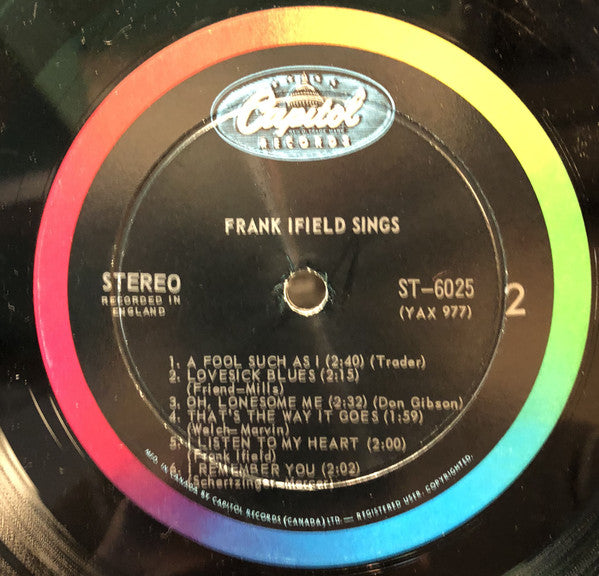 Capitol
RECORDS
FRANK IFIELD SINGS
STEREO
RECORDED IN
ENGLAND
ST-6025
(YAX 977)
2
1. A FOOL SUCH AS I (2:40) (Trader)
2. LOVESICK BLUES (2:15)
(Friend-Mills)
3. OH, LONESOME ME (2:32) (Don Gibson)
4. THAT'S THE WAY IT GOES (1:59)
(Welch-Marvin)
5. I LISTEN TO MY HEART (2:00)
(Frank Ifield)
6. I REMEMBER YOU (2:02)
(Schertzinger-Mercer)
MFD. IN CANADA BY CAPITOL RECORDS (CANADA) LTD. — REGISTERED USER. COPYRIGHTED.